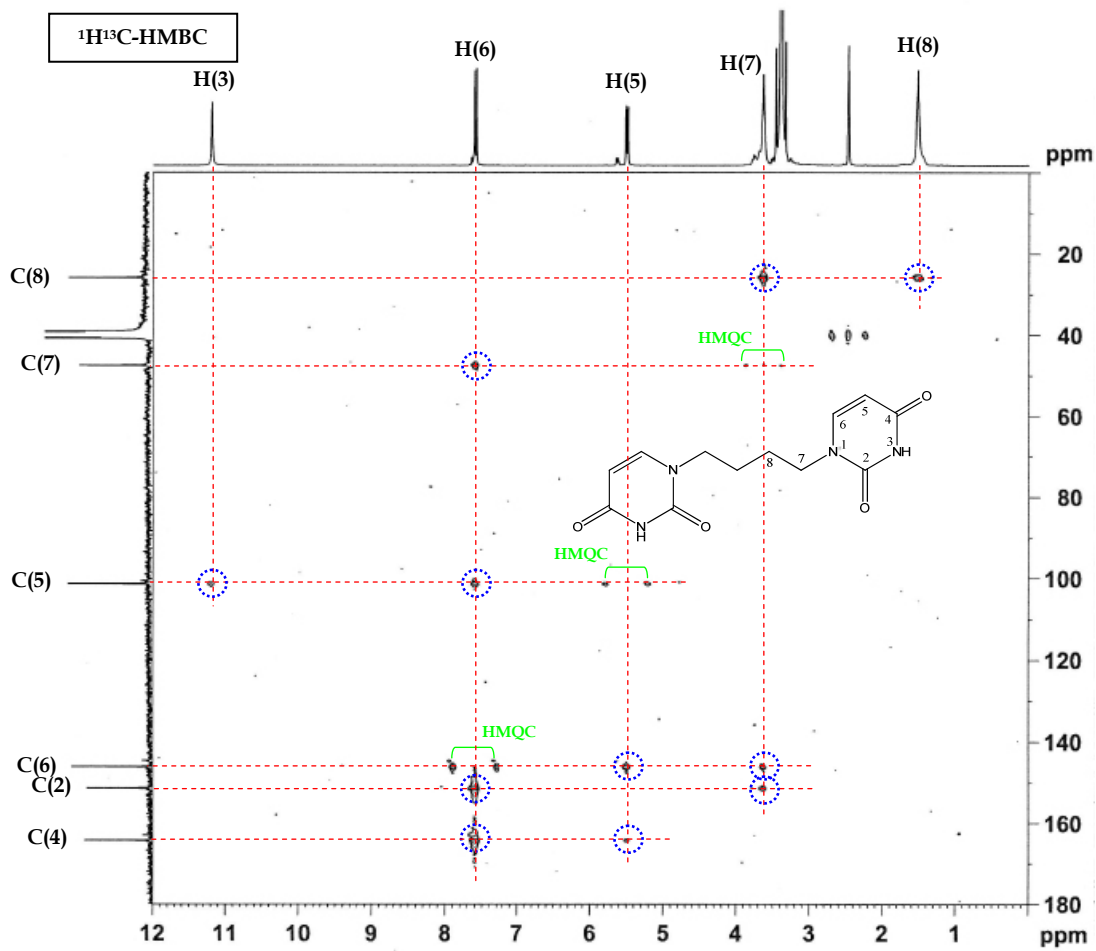 ¹H¹³C-HMBC
H(3)
H(6)
H(5)
H(7)
H(8)
ppm
C(8)
20
C(7)
HMQC
40
60
O
5
4
6
3
NH
N
1
8
7
2
N
O
80
O
N
H
O
HMQC
C(5)
100
120
HMQC
C(6)
140
C(2)
C(4)
160
180
12 11 10 9 8 7 6 5 4 3 2 1 ppm